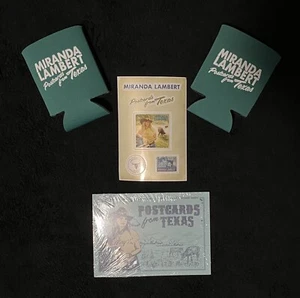 MIRANDA
LAMBERT
Postcards
from Texas
MIRANDA
LAMBERT
Postcards
from Texas
MIRANDA LAMBERT
Postcards
from Texas
POSTCARDS
from
TEXAS